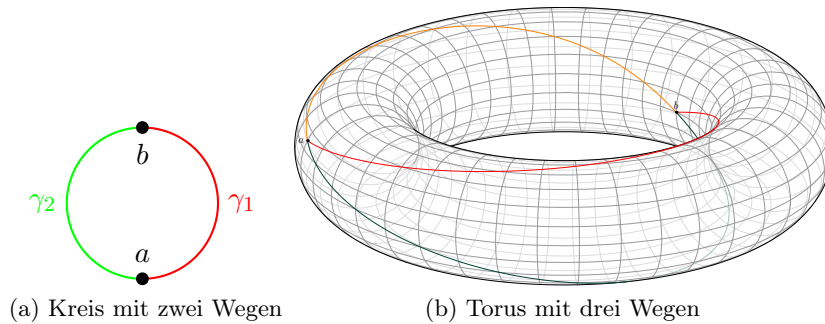 b
γ₂
γ₁
a
a
b
(a) Kreis mit zwei Wegen
(b) Torus mit drei Wegen